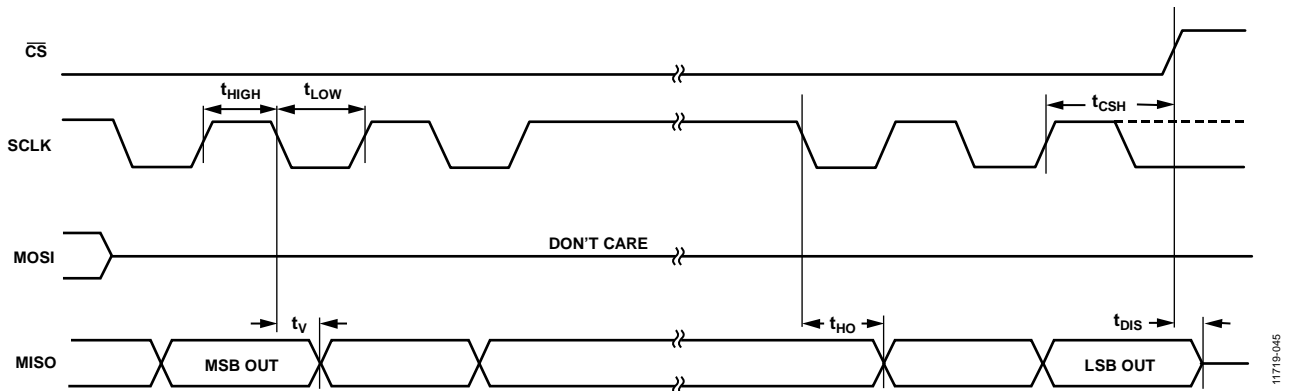 CS
tHIGH
tLOW
tCSH
SCLK
MOSI
DON'T CARE
tV
tHO
tDIS
MISO
MSB OUT
LSB OUT
11719-045